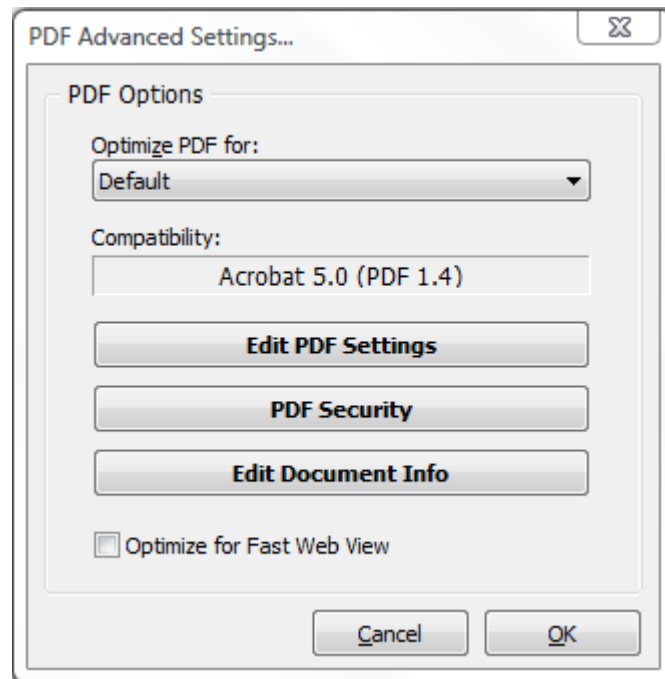 PDF Advanced Settings...
PDF Options
Optimize PDF for:
Default
Compatibility:
Acrobat 5.0 (PDF 1.4)
Edit PDF Settings
PDF Security
Edit Document Info
Optimize for Fast Web View
Cancel
OK